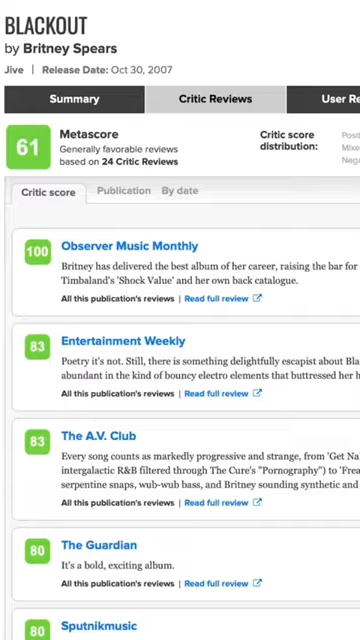 BLACKOUT
by Britney Spears
Jive | Release Date: Oct 30, 2007
Summary Critic Reviews User Re
61 Metascore
Generally favorable reviews
based on 24 Critic Reviews
Critic score
distribution:
Posit
Mixe
Nega
Critic score Publication By date
100 Observer Music Monthly
Britney has delivered the best album of her career, raising the bar for
Timbaland's 'Shock Value' and her own back catalogue.
All this publication's reviews | Read full review
83 Entertainment Weekly
Poetry it's not. Still, there is something delightfully escapist about Bla
abundant in the kind of bouncy electro elements that buttressed her h
All this publication's reviews | Read full review
83 The A.V. Club
Every song counts as markedly progressive and strange, from 'Get Na
intergalactic R&B filtered through The Cure's "Pornography") to 'Frea
serpentine snaps, wub-wub bass, and Britney sounding synthetic and
All this publication's reviews | Read full review
80 The Guardian
It's a bold, exciting album.
All this publication's reviews | Read full review
80 Sputnikmusic